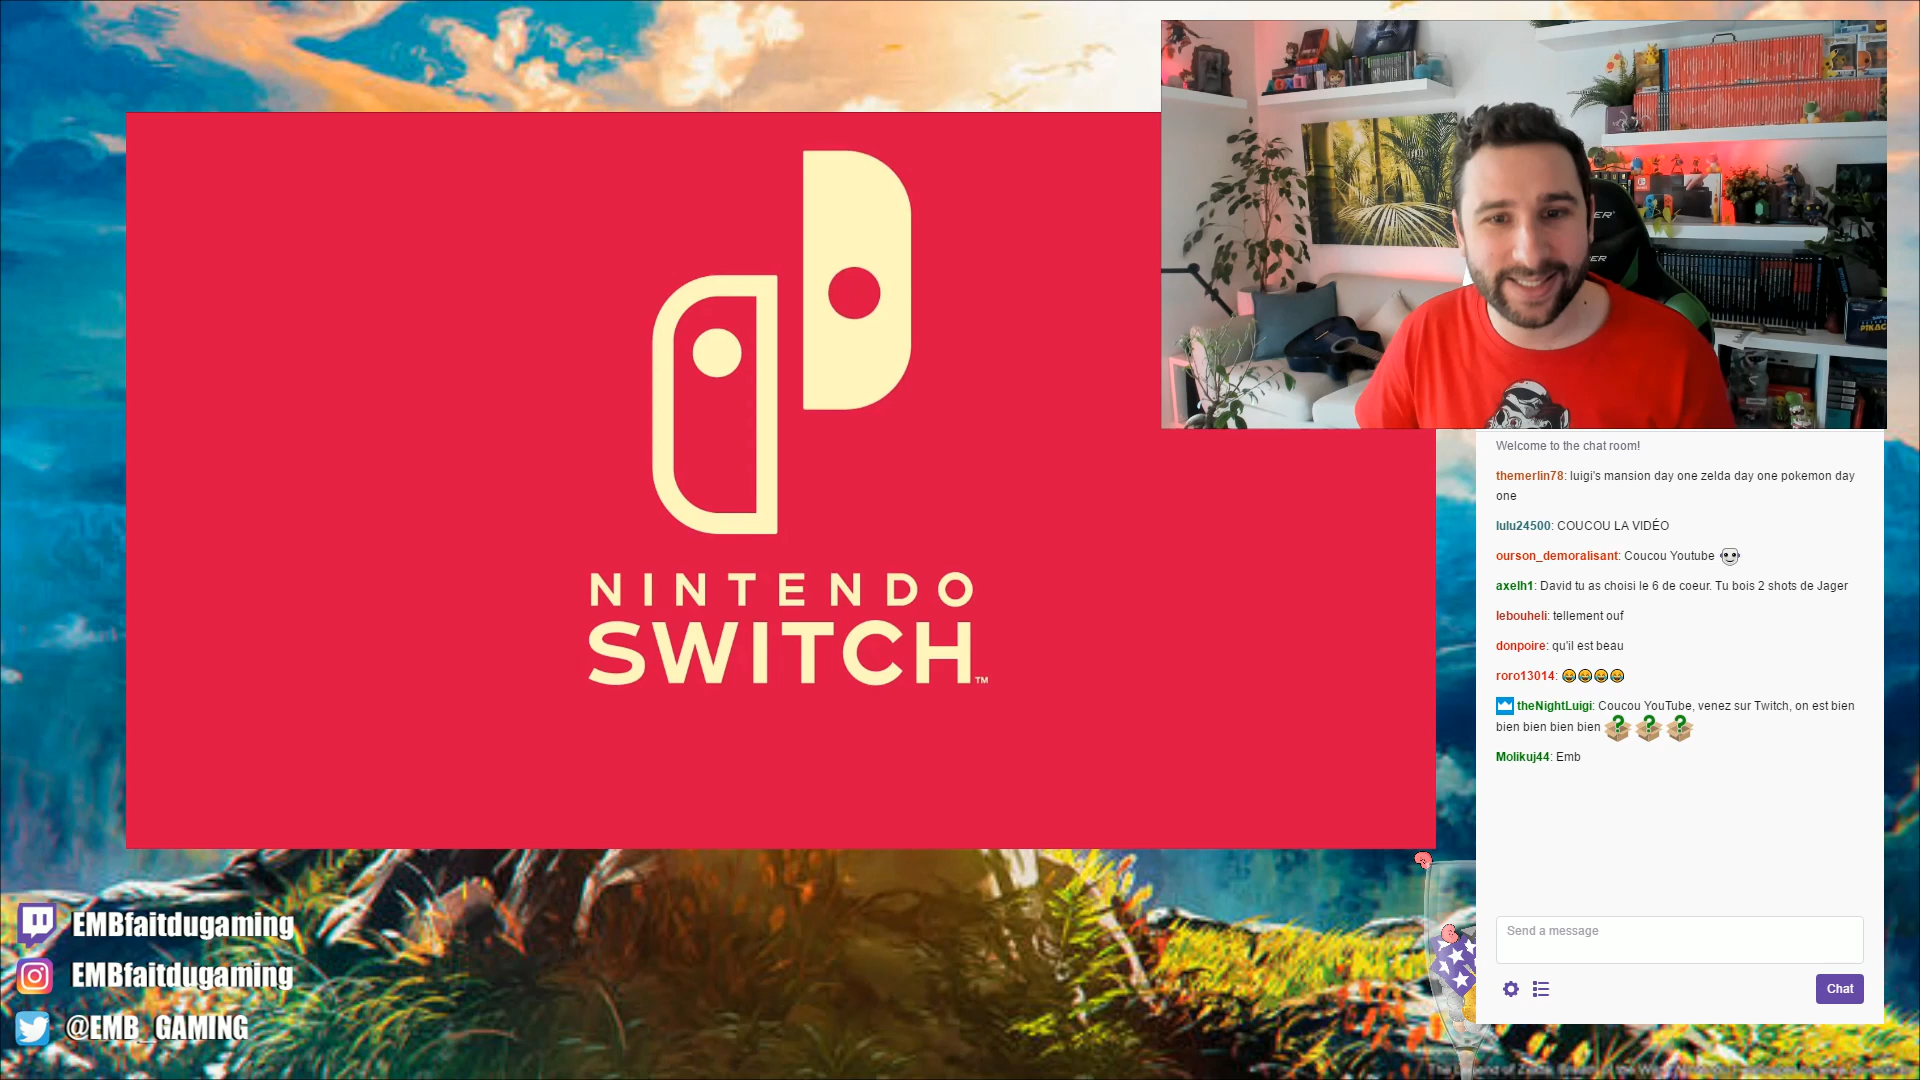 NINTENDO
SWITCH™
Welcome to the chat room!
themerlin78: luigi's mansion day one zelda day one pokemon day
one
lulu24500: COUCOU LA VIDÉO
ourson_demoralisant: Coucou Youtube
axelh1: David tu as choisi le 6 de coeur. Tu bois 2 shots de Jager
lebouheli: tellement ouf
donpoire: qu'il est beau
roro13014:
theNightLuigi: Coucou YouTube, venez sur Twitch, on est bien
bien bien bien bien
Molikuj44: Emb
Send a message
Chat
EMBfaitdugaming
EMBfaitdugaming
@EMB_GAMING